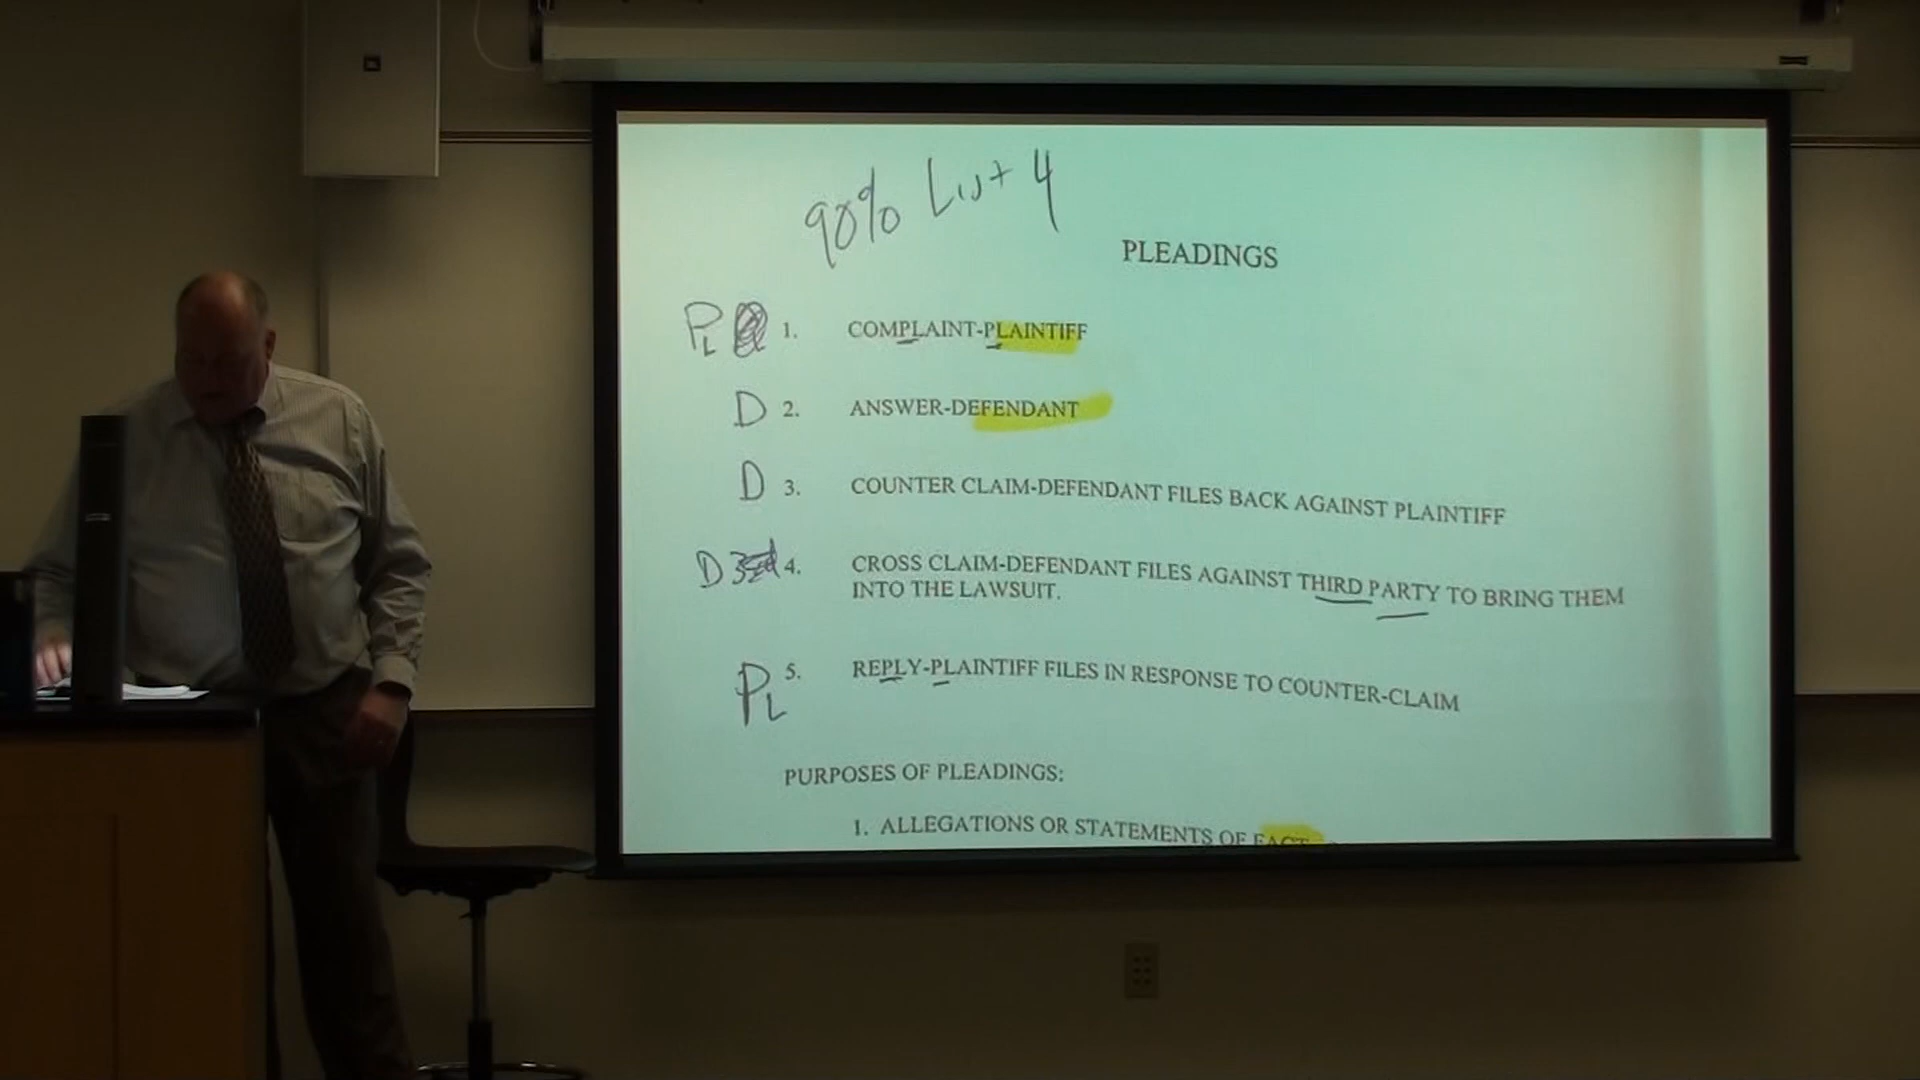 90% List 4
PLEADINGS
PL 1. COMPLAINT-PLAINTIFF
D 2. ANSWER-DEFENDANT
D 3. COUNTER CLAIM-DEFENDANT FILES BACK AGAINST PLAINTIFF
D 3rd 4. CROSS CLAIM-DEFENDANT FILES AGAINST THIRD PARTY TO BRING THEM
INTO THE LAWSUIT.
PL 5. REPLY-PLAINTIFF FILES IN RESPONSE TO COUNTER-CLAIM
PURPOSES OF PLEADINGS:
1. ALLEGATIONS OR STATEMENTS OF FACT